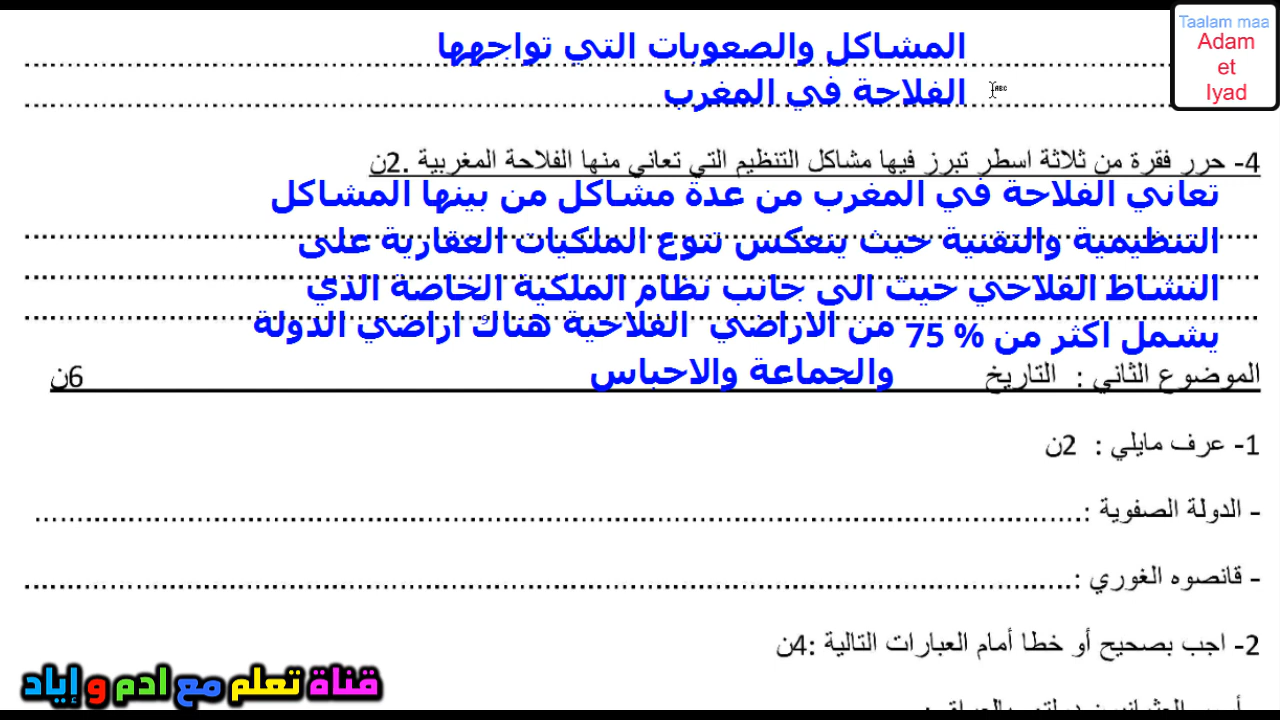 Taalam maa
Adam
et
Iyad
المشاكل والصعوبات التي تواجهها
الفلاحة في المغرب
4- حرر فقرة من ثلاثة اسطر تبرز فيها مشاكل التنظيم التي تعاني منها الفلاحة المغربية .2ن
تعاني الفلاحة في المغرب من عدة مشاكل من بينها المشاكل
التنظيمية والتقنية حيث ينعكس تنوع الملكيات العقارية على
النشاط الفلاحي حيث الى جانب نظام الملكية الخاصة الذي
يشمل اكثر من % 75 من الاراضي الفلاحية هناك اراضي الدولة
والجماعة والاحباس
الموضوع الثاني : التاريخ 6ن
1- عرف مايلي : 2ن
- الدولة الصفوية :
- قانصوه الغوري :
2- اجب بصحيح أو خطا أمام العبارات التالية :4ن
قناة تعلم مع ادم و إياد